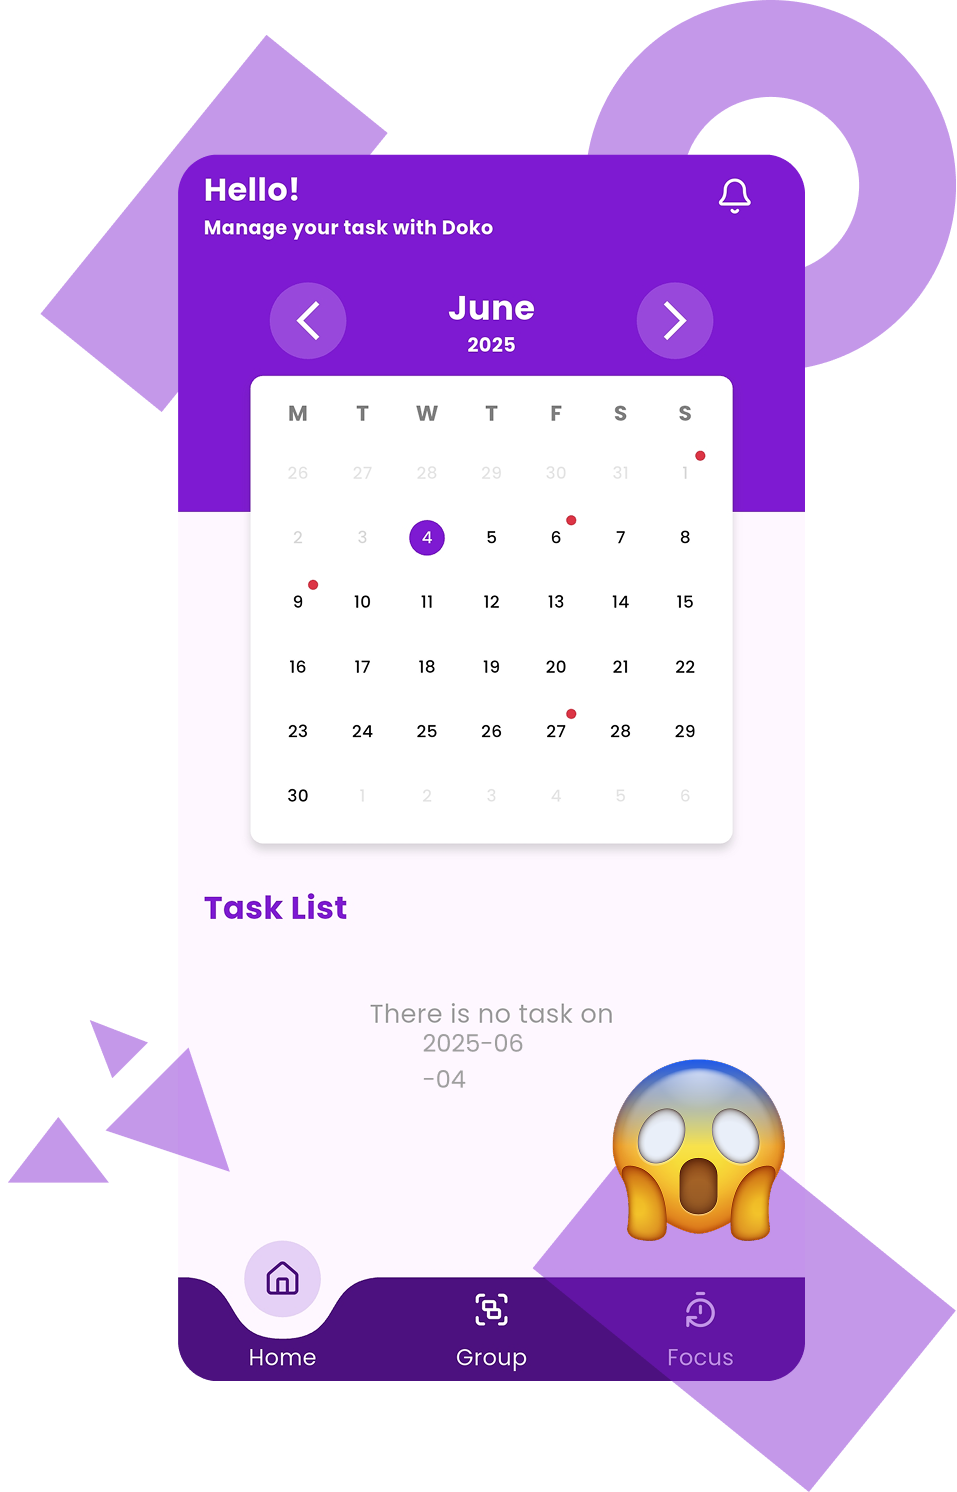 Hello!
Manage your task with Doko
June
2025
M T W T F S S
26 27 28 29 30 31 1
2 3 4 5 6 7 8
9 10 11 12 13 14 15
16 17 18 19 20 21 22
23 24 25 26 27 28 29
30 1 2 3 4 5 6
Task List
There is no task on
2025-06
-04
Home Group Focus